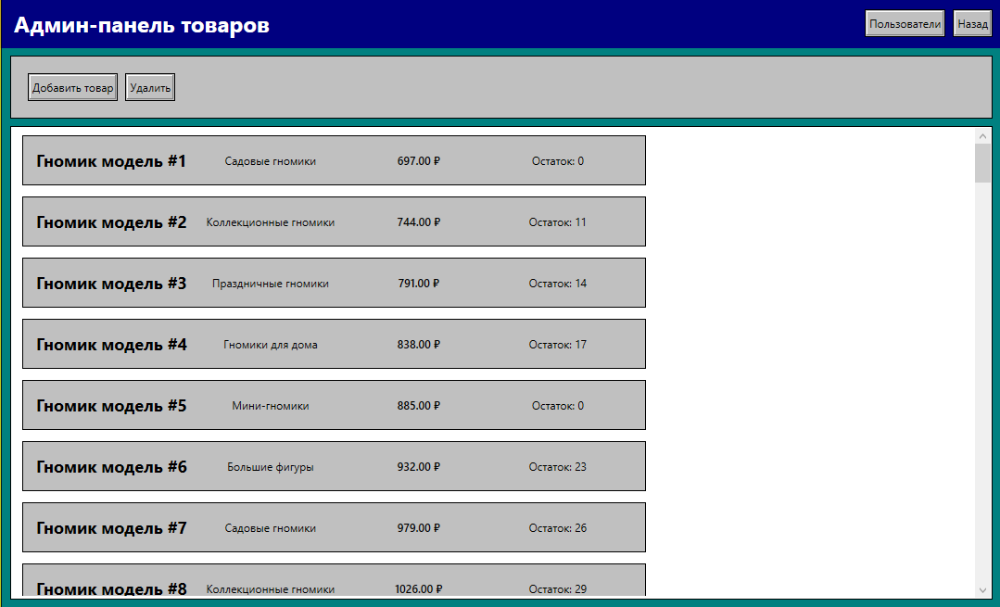 Админ-панель товаров
Пользователи
Назад
Добавить товар
Удалить
Гномик модель #1 Садовые гномики 697.00 ₽ Остаток: 0
Гномик модель #2 Коллекционные гномики 744.00 ₽ Остаток: 11
Гномик модель #3 Праздничные гномики 791.00 ₽ Остаток: 14
Гномик модель #4 Гномики для дома 838.00 ₽ Остаток: 17
Гномик модель #5 Мини-гномики 885.00 ₽ Остаток: 0
Гномик модель #6 Большие фигуры 932.00 ₽ Остаток: 23
Гномик модель #7 Садовые гномики 979.00 ₽ Остаток: 26
Гномик модель #8 Коллекционные гномики 1026.00 ₽ Остаток: 29